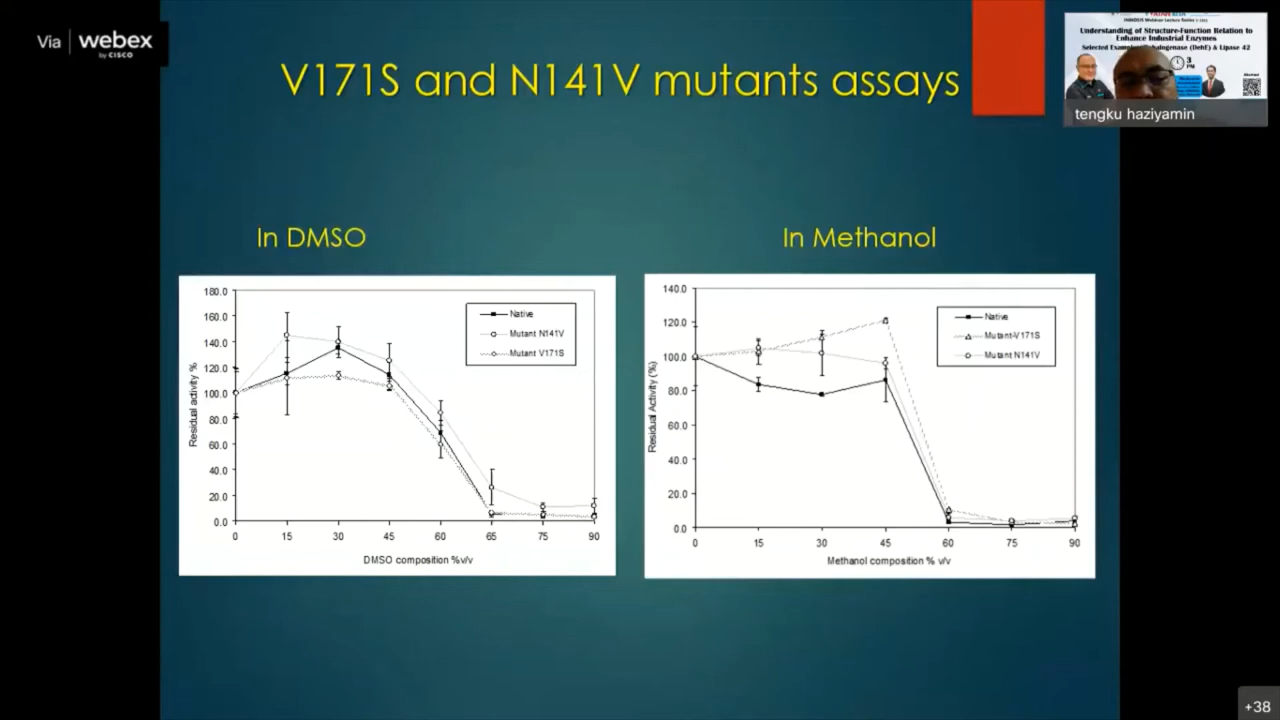 Via
webex
by CISCO
V171S and N141V mutants assays
Understanding of Structure-Function Relation to
Enhance Industrial Enzymes
3
PM
tengku haziyamin
In DMSO
In Methanol
180.0
160.0
140.0
120.0
100.0
80.0
60.0
40.0
20.0
0.0
Residual activity %
Native
Mutant N141V
Mutant V171S
0 15 30 45 60 65 75 90
DMSO composition %v/v
140.0
120.0
100.0
80.0
60.0
40.0
20.0
0.0
Residual Activity (%)
Native
Mutant-V171S
Mutant N141V
0 15 30 45 60 75 90
Methanol composition % v/v
+38